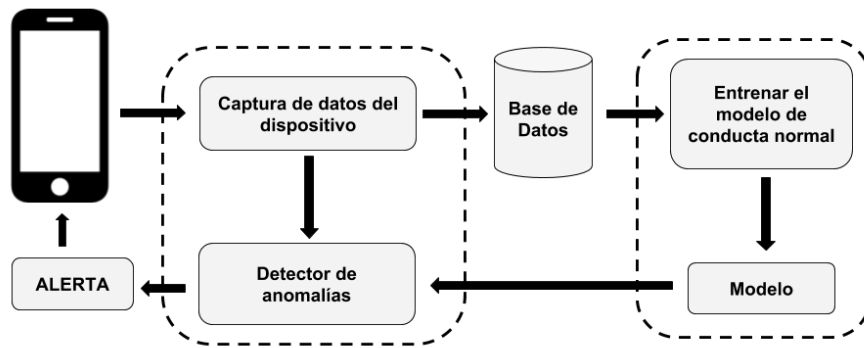 Captura de datos del
dispositivo
Base de
Datos
Entrenar el
modelo de
conducta normal
ALERTA
Detector de
anomalías
Modelo